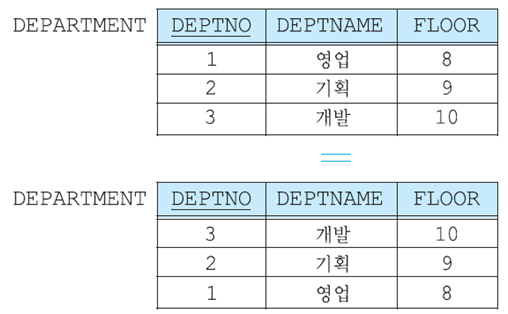 DEPARTMENT DEPTNO DEPTNAME FLOOR
1 영업 8
2 기획 9
3 개발 10
=
DEPARTMENT DEPTNO DEPTNAME FLOOR
3 개발 10
2 기획 9
1 영업 8